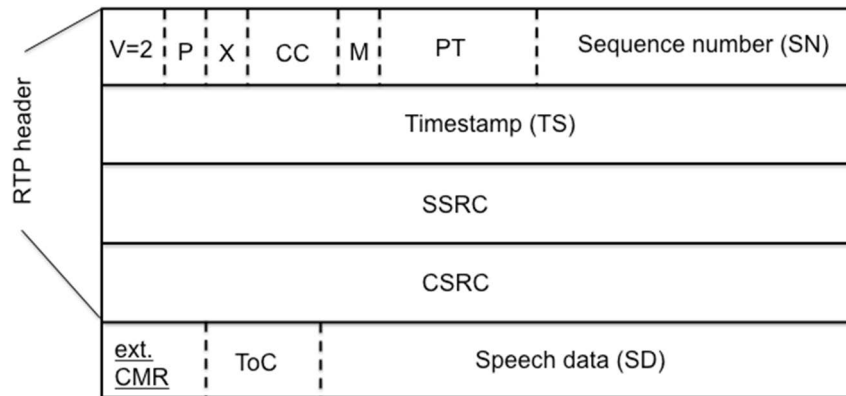 RTP header
V=2 P X CC M PT Sequence number (SN)
Timestamp (TS)
SSRC
CSRC
ext.
CMR
ToC
Speech data (SD)